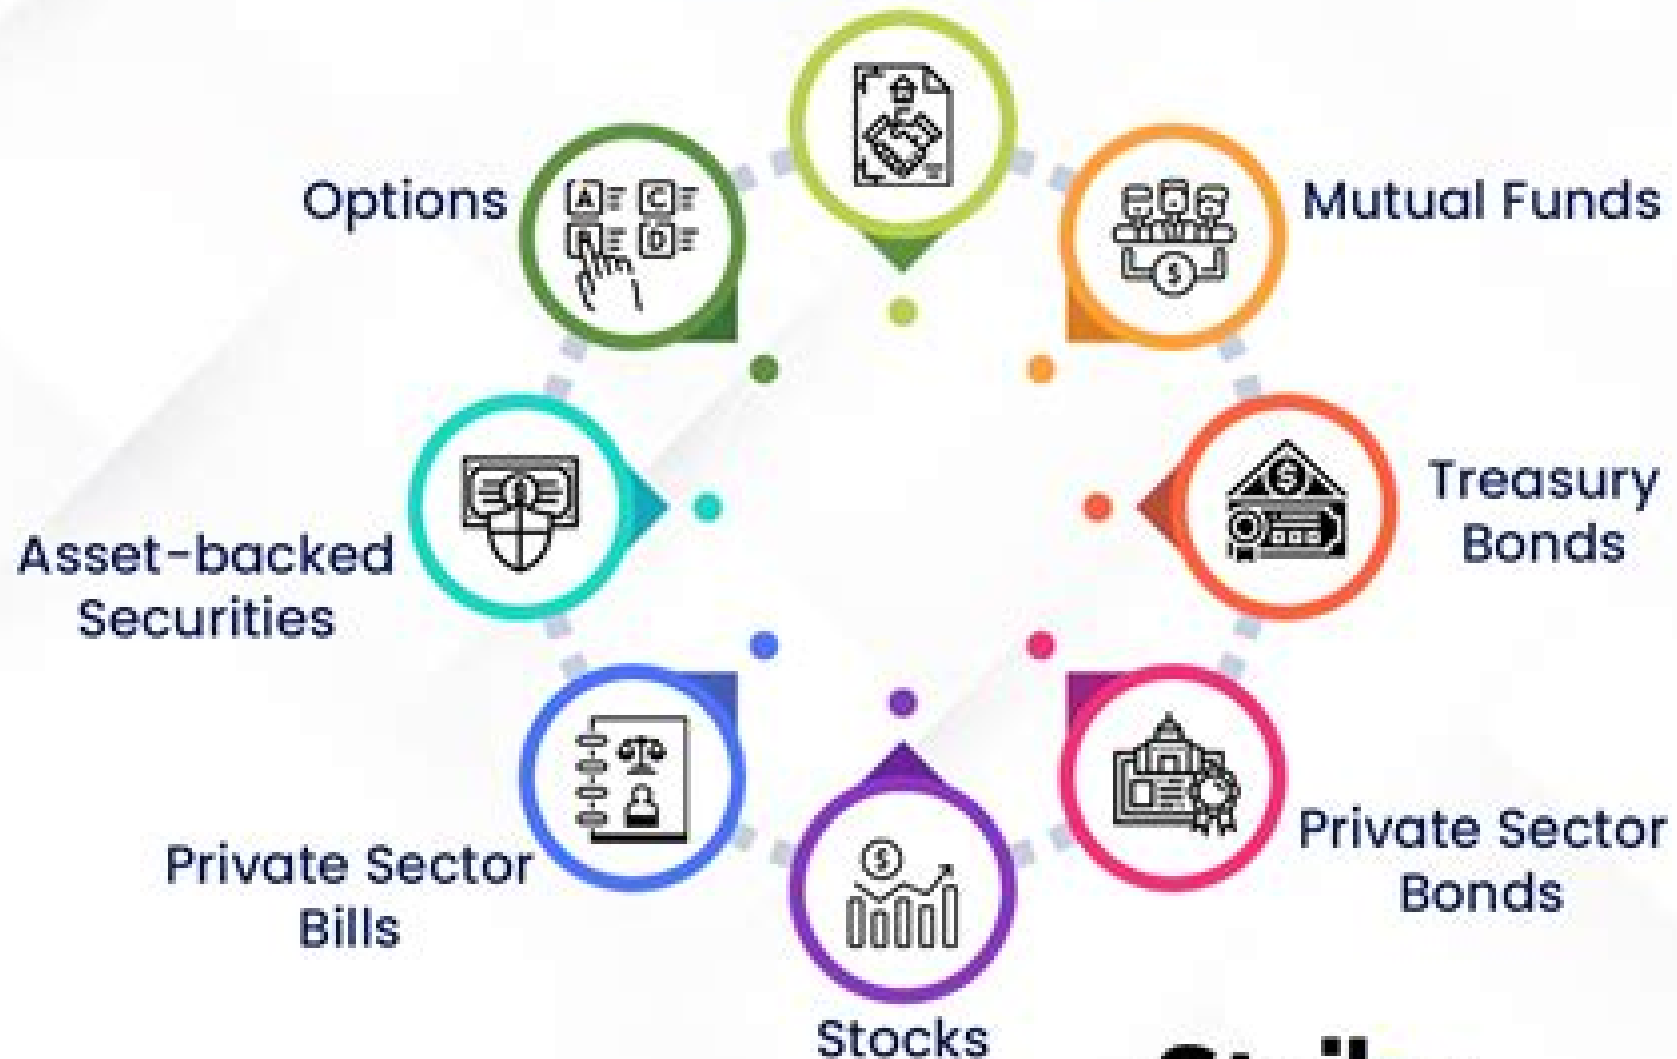 Options
Mutual Funds
Treasury
Bonds
Asset-backed
Securities
Private Sector
Bonds
Private Sector
Bills
Stocks
A
C
D
$
$
$